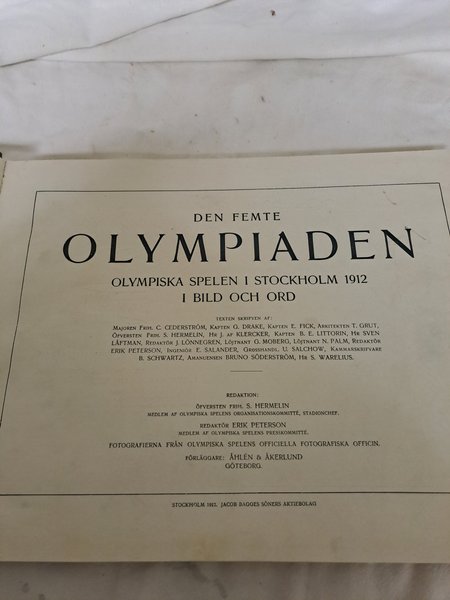 DEN FEMTE
OLYMPIADEN
OLYMPISKA SPELEN I STOCKHOLM 1912
I BILD OCH ORD
TEXTEN SKRIFVEN AF:
MAJOREN FRIH. C. CEDERSTRÖM, KAPTEN G. DRAKE, KAPTEN E. FICK, ARKITEKTEN T. GRUT,
ÖFVERSTEN FRIH. S. HERMELIN, HR J. AF KLERCKER, KAPTEN B. E. LITTORIN, HR SVEN
LÅFTMAN, REDAKTÖR J. LÖNNEGREN, LÖJTNANT G. MOBERG, LÖJTNANT N. PALM, REDAKTÖR
ERIK PETERSON, INGENIÖR E. SALANDER, GROSSHANDL. U. SALCHOW, KAMMARSKRIFVARE
B. SCHWARTZ, AMANUENSEN BRUNO SÖDERSTRÖM, HR S. WARELIUS.
REDAKTION:
ÖFVERSTEN FRIH. S. HERMELIN
MEDLEM AF OLYMPISKA SPELENS ORGANISATIONSKOMMITTÉ, STADIONCHEF.
REDAKTÖR ERIK PETERSON
MEDLEM AF OLYMPISKA SPELENS PRESSKOMMITTÉ.
FOTOGRAFIERNA FRÅN OLYMPISKA SPELENS OFFICIELLA FOTOGRAFISKA OFFICIN.
FÖRLÄGGARE: ÅHLÉN & ÅKERLUND
GÖTEBORG.
STOCKHOLM 1912. JACOB BAGGES SÖNERS AKTIEBOLAG